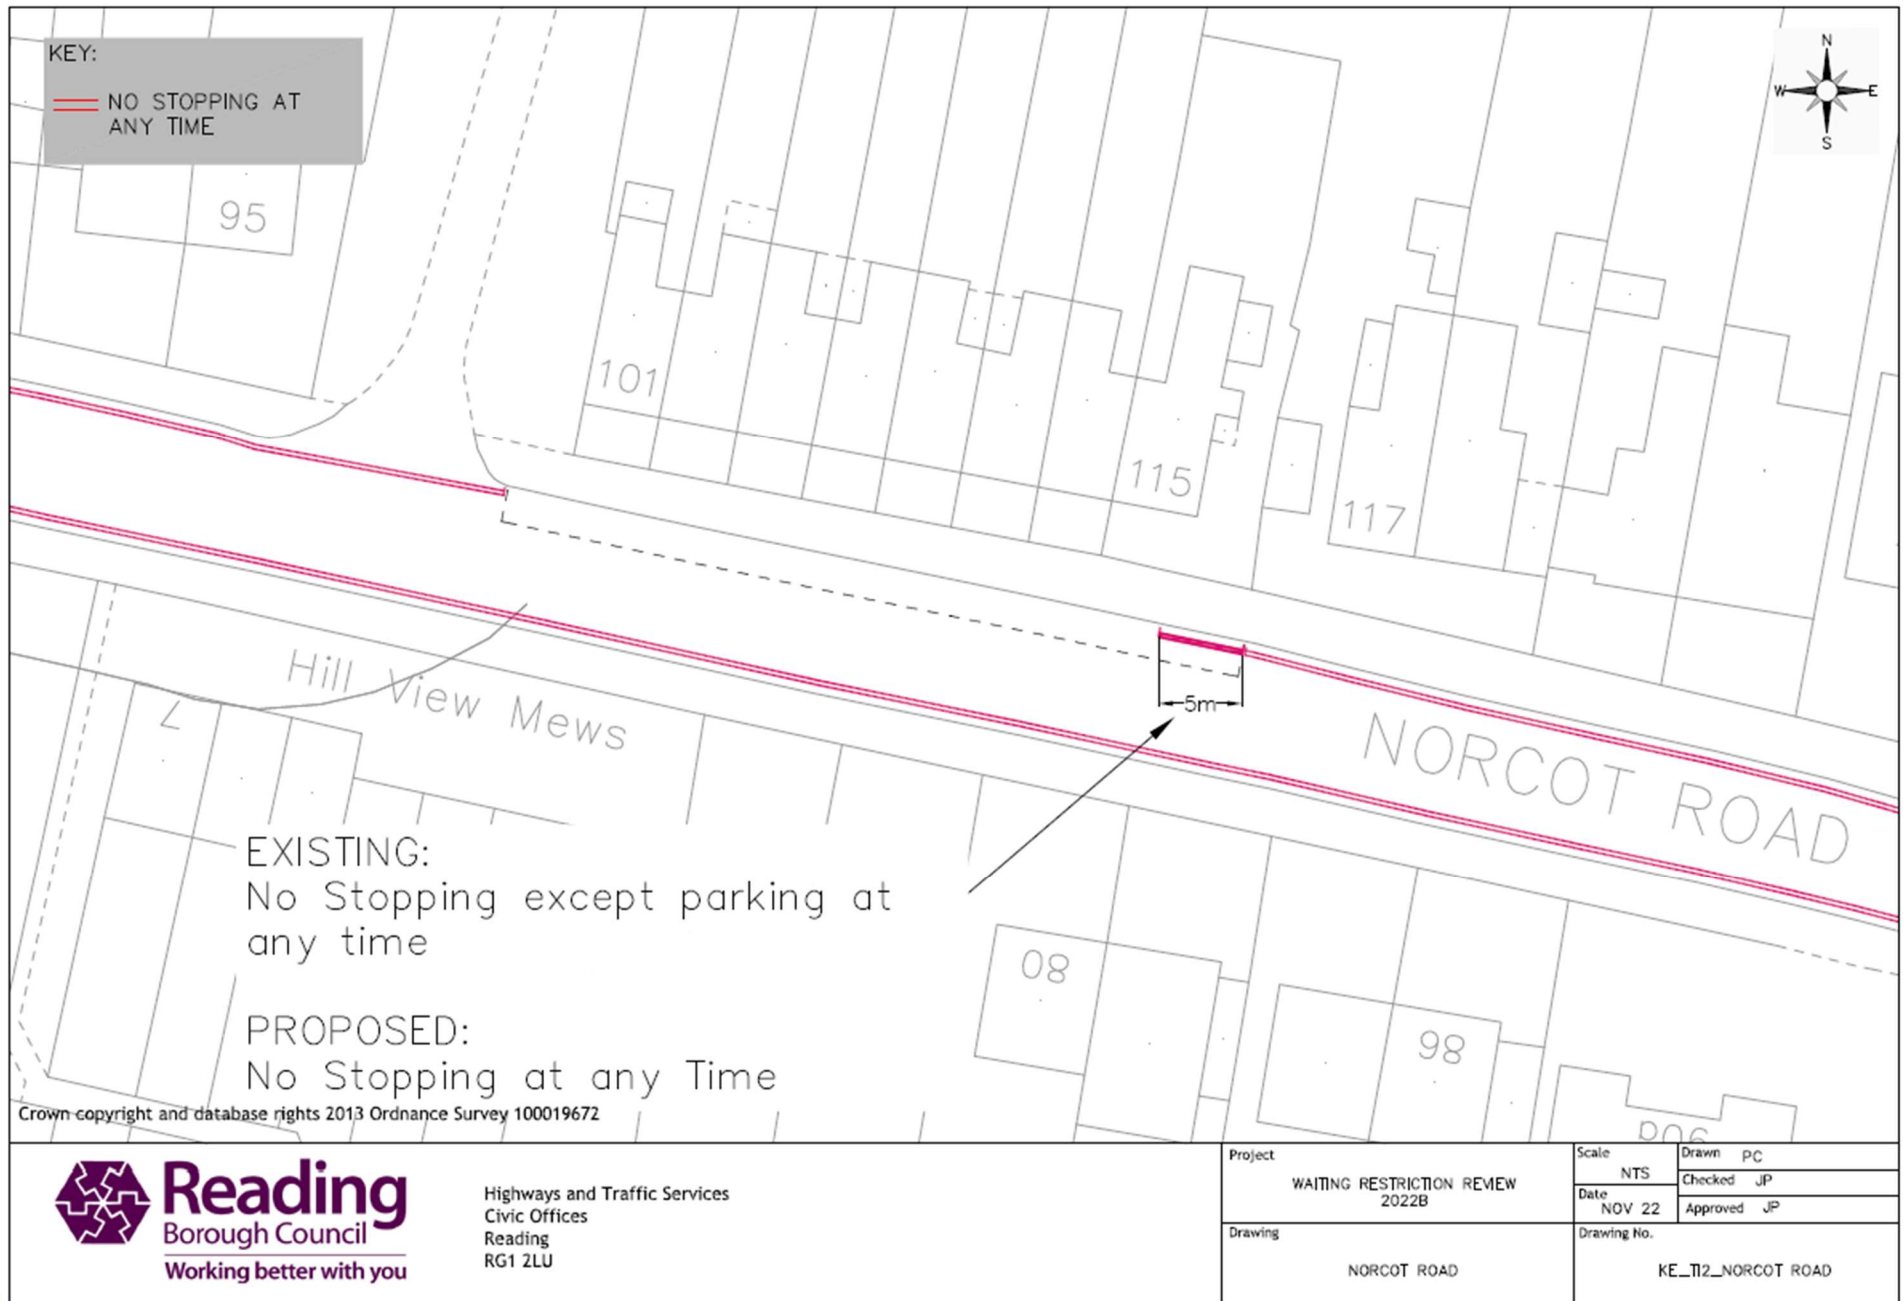 KEY:
NO STOPPING AT
ANY TIME
N
W E
S
95
101
115
117
5m
NORCOT ROAD
Hill View Mews
7
EXISTING:
No Stopping except parking at
any time
PROPOSED:
No Stopping at any Time
80
86
90a
Crown copyright and database rights 2013 Ordnance Survey 100019672
Reading
Borough Council
Working better with you
Highways and Traffic Services
Civic Offices
Reading
RG1 2LU
Project
WAITING RESTRICTION REVIEW
2022B
Drawing
NORCOT ROAD
Scale
NTS
Date
NOV 22
Drawn PC
Checked JP
Approved JP
Drawing No.
KE_TI2_NORCOT ROAD